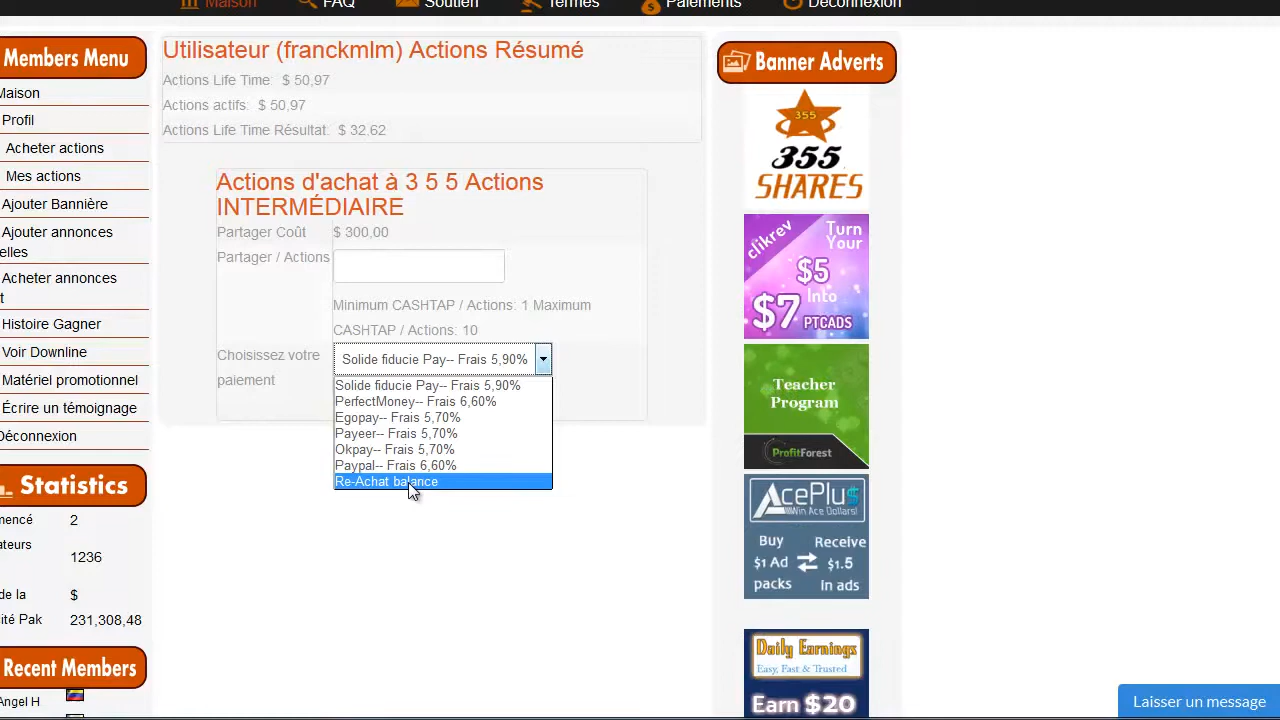 Maison FAQ Soutien Termes Paiements Déconnexion
Members Menu
Maison
Profil
Acheter actions
Mes actions
Ajouter Bannière
Ajouter annonces
elles
Acheter annonces
t
Histoire Gagner
Voir Downline
Matériel promotionnel
Écrire un témoignage
Déconnexion
Statistics
mencé 2
ateurs
1236
de la $
lité Pak 231,308,48
Recent Members
Angel H
Utilisateur (franckmlm) Actions Résumé
Actions Life Time: $ 50,97
Actions actifs: $ 50,97
Actions Life Time Résultat: $ 32.62
Actions d'achat à 3 5 5 Actions
INTERMÉDIAIRE
Partager Coût $ 300,00
Partager / Actions
Minimum CASHTAP / Actions: 1 Maximum
CASHTAP / Actions: 10
Choisissez votre
paiement
Solide fiducie Pay-- Frais 5,90%
Solide fiducie Pay-- Frais 5,90%
PerfectMoney-- Frais 6,60%
Egopay-- Frais 5,70%
Payeer-- Frais 5,70%
Okpay-- Frais 5,70%
Paypal-- Frais 6,60%
Re-Achat balance
Banner Adverts
355
355
SHARES
clikrev
Turn
Your
$5
Into
$7 PTCADS
Teacher
Program
ProfitForest
AcePlu$
Win Ace Dollars!
Buy Receive
$1 Ad $1.5
packs in ads
Daily Earnings
Easy, Fast & Trusted
Earn $20
Laisser un message